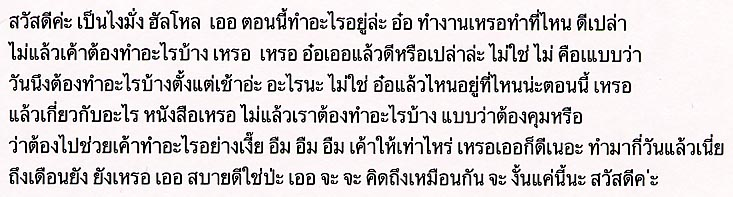 สวัสดีค่ะ เป็นไงมั่ง ฮัลโหล เออ ตอนนี้ทำอะไรอยู่ล่ะ อ๋อ ทำงานเหรอทำที่ไหน ดีเปล่า
ไม่แล้วเค้าต้องทำอะไรบ้าง เหรอ เหรอ อ๋อเออแล้วดีหรือเปล่าล่ะ ไม่ใช่ ไม่ คือแบบว่า
วันนึงต้องทำอะไรบ้างตั้งแต่เช้าอ่ะ อะไรนะ ไม่ใช่ อ๋อแล้วไหนอยู่ที่ไหนน่ะตอนนี้ เหรอ
แล้วเกี่ยวกับอะไร หนังสือเหรอ ไม่แล้วเราต้องทำอะไรบ้าง แบบว่าต้องคุมหรือ
ว่าต้องไปช่วยเค้าทำอะไรอย่างเงี๊ย อืม อืม อืม เค้าให้เท่าไหร่ เหรอเออก็ดีเนอะ ทำมากี่วันแล้วเนี่ย
ถึงเดือนยัง ยังเหรอ เออ สบายดีใช่ปะ เออ จะ จะ คิดถึงเหมือนกัน จะ งั้นแค่นี้นะ สวัสดีค่ะ